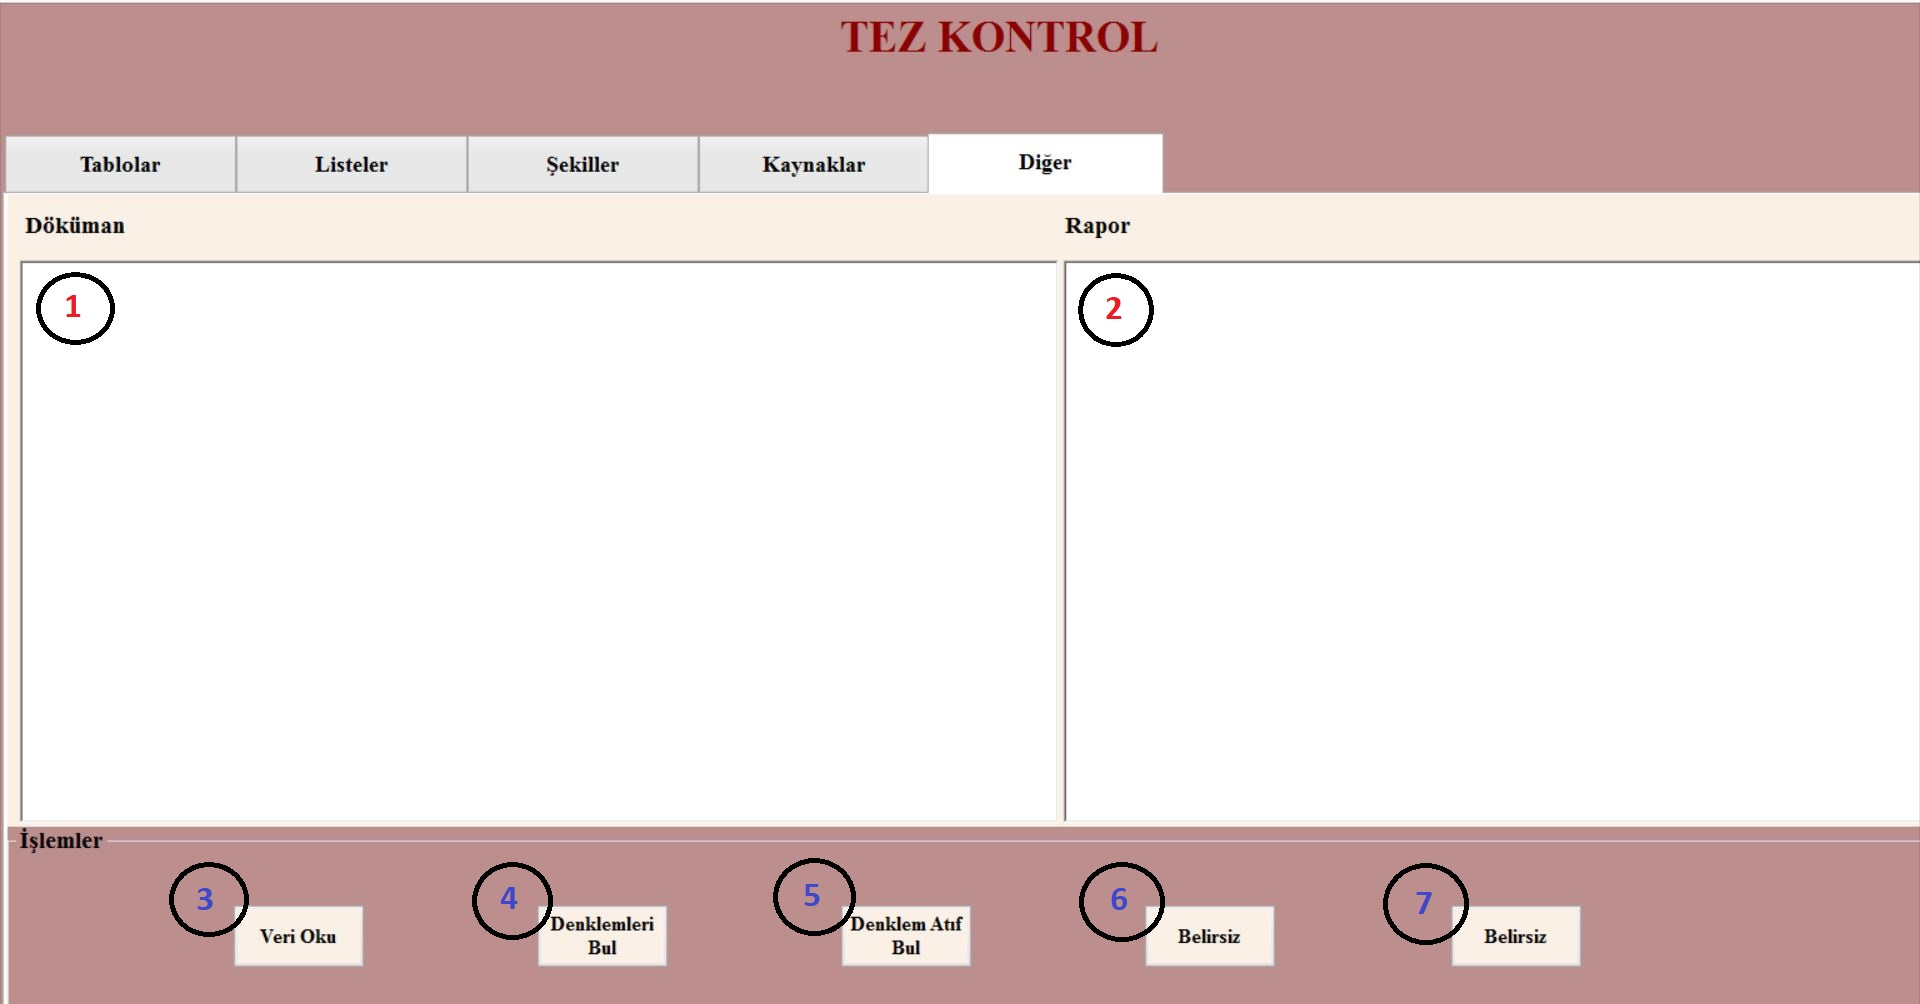 TEZ KONTROL
Tablolar
Listeler
Şekiller
Kaynaklar
Diğer
Döküman
Rapor
1
2
İşlemler
3
4
5
6
7
Veri Oku
Denklemleri
Bul
Denklem Atıf
Bul
Belirsiz
Belirsiz